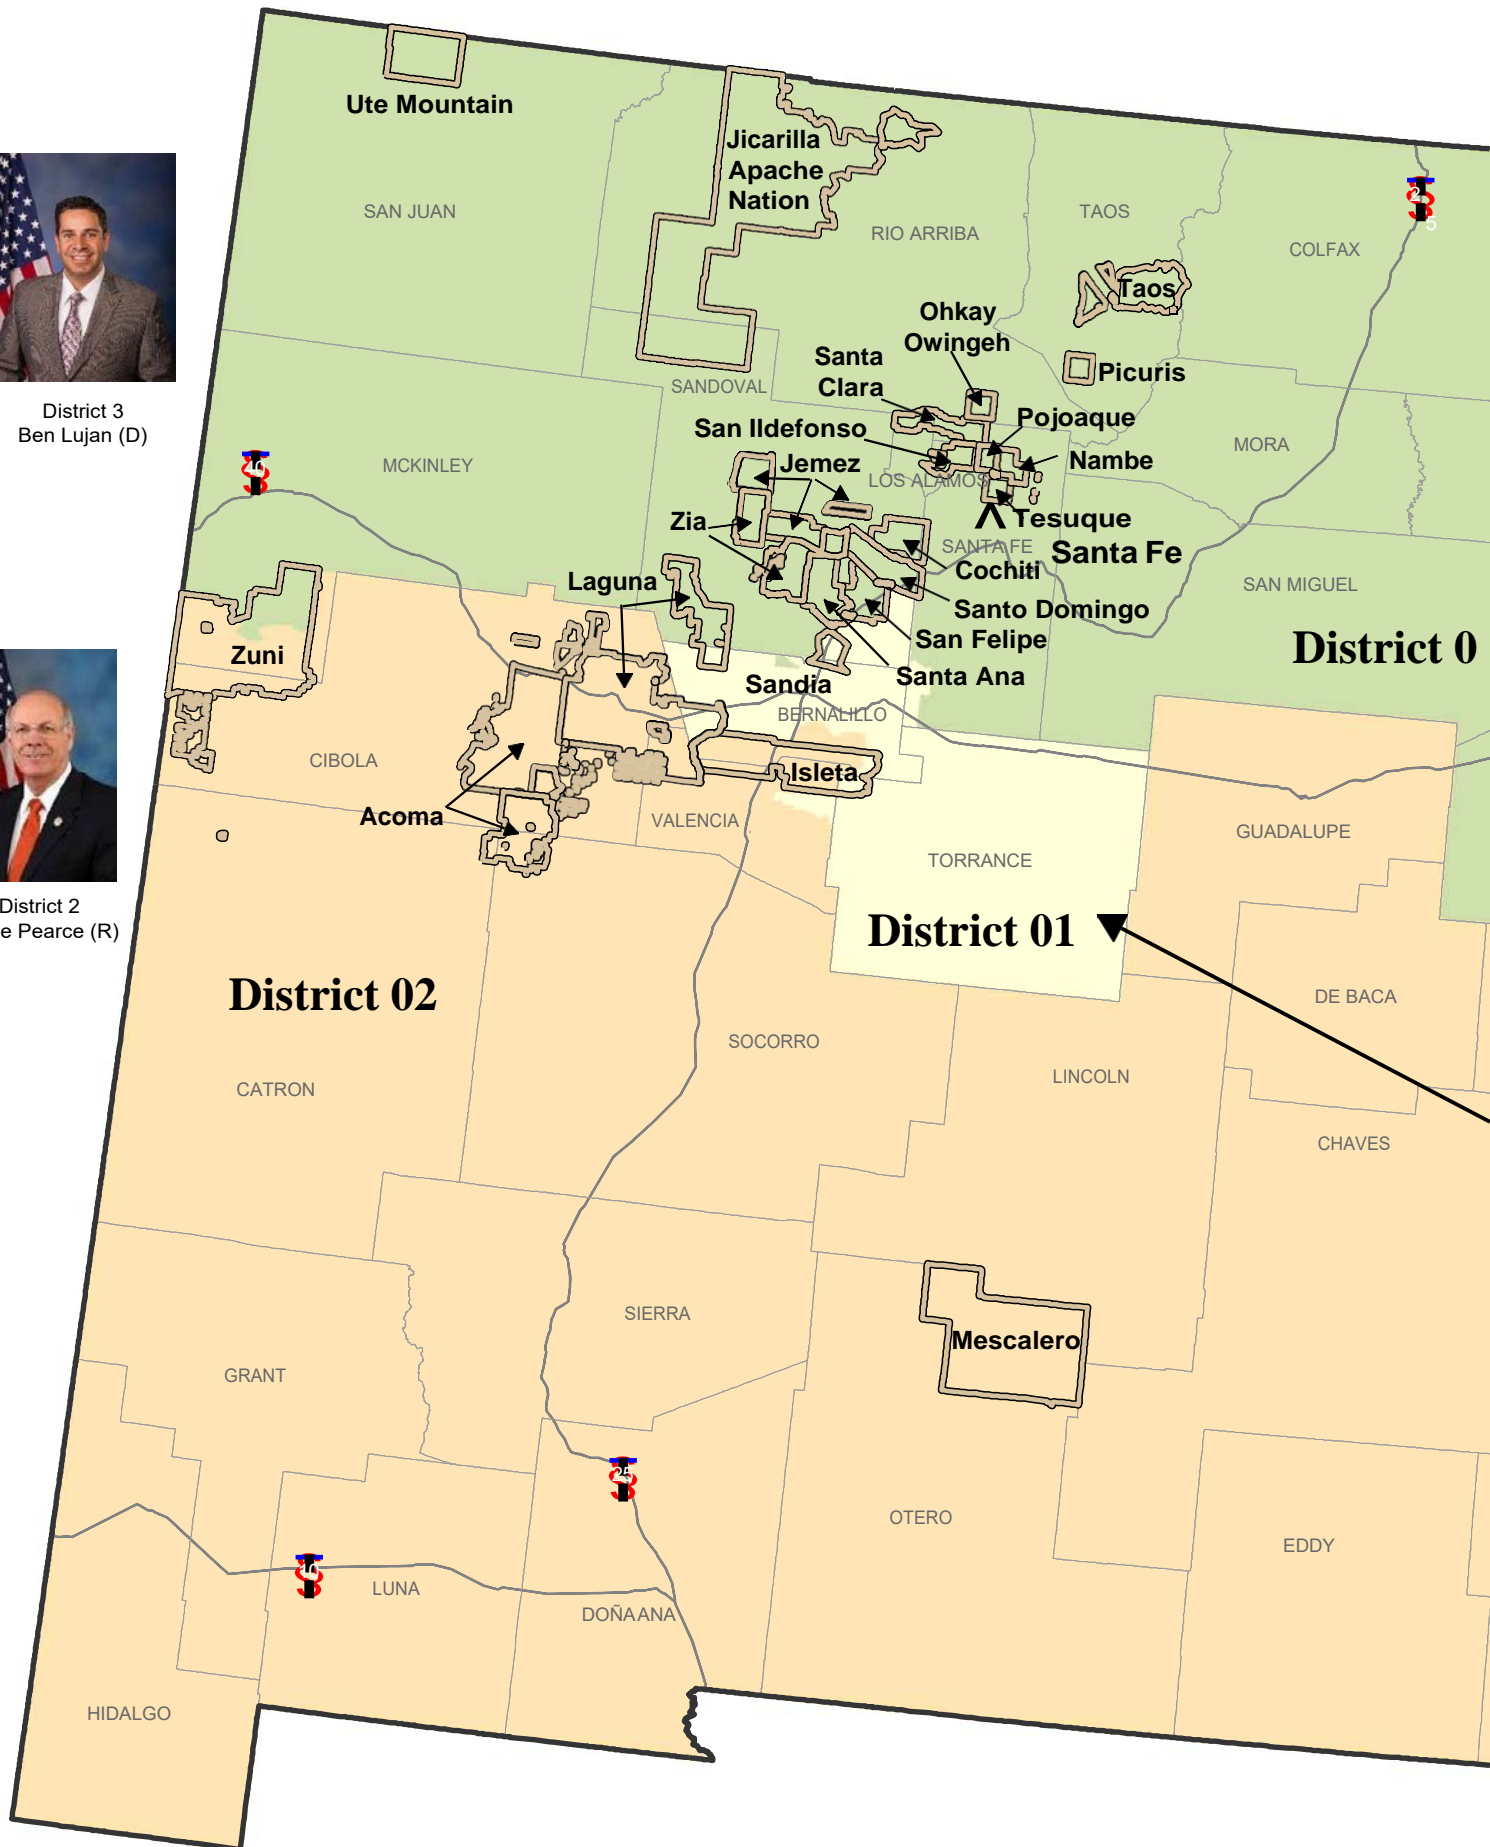 Ute Mountain
Jicarilla
Apache
Nation
SAN JUAN
RIO ARRIBA
TAOS
COLFAX
Taos
Ohkay
Owingeh
Santa
Clara
Picuris
SANDOVAL
San Ildefonso
Pojoaque
Jemez
Nambe
MORA
LOS ALAMOS
MCKINLEY
District 3
Ben Lujan (D)
Zia
Tesuque
SANTA FE
Santa Fe
Cochiti
Laguna
SAN MIGUEL
Santo Domingo
San Felipe
District 0
Zuni
Santa Ana
Sandia
BERNALILLO
CIBOLA
Isleta
Acoma
VALENCIA
GUADALUPE
TORRANCE
District 2
e Pearce (R)
District 01
District 02
DE BACA
SOCORRO
LINCOLN
CATRON
CHAVES
SIERRA
Mescalero
GRANT
25
OTERO
EDDY
10
LUNA
DOÑA ANA
HIDALGO